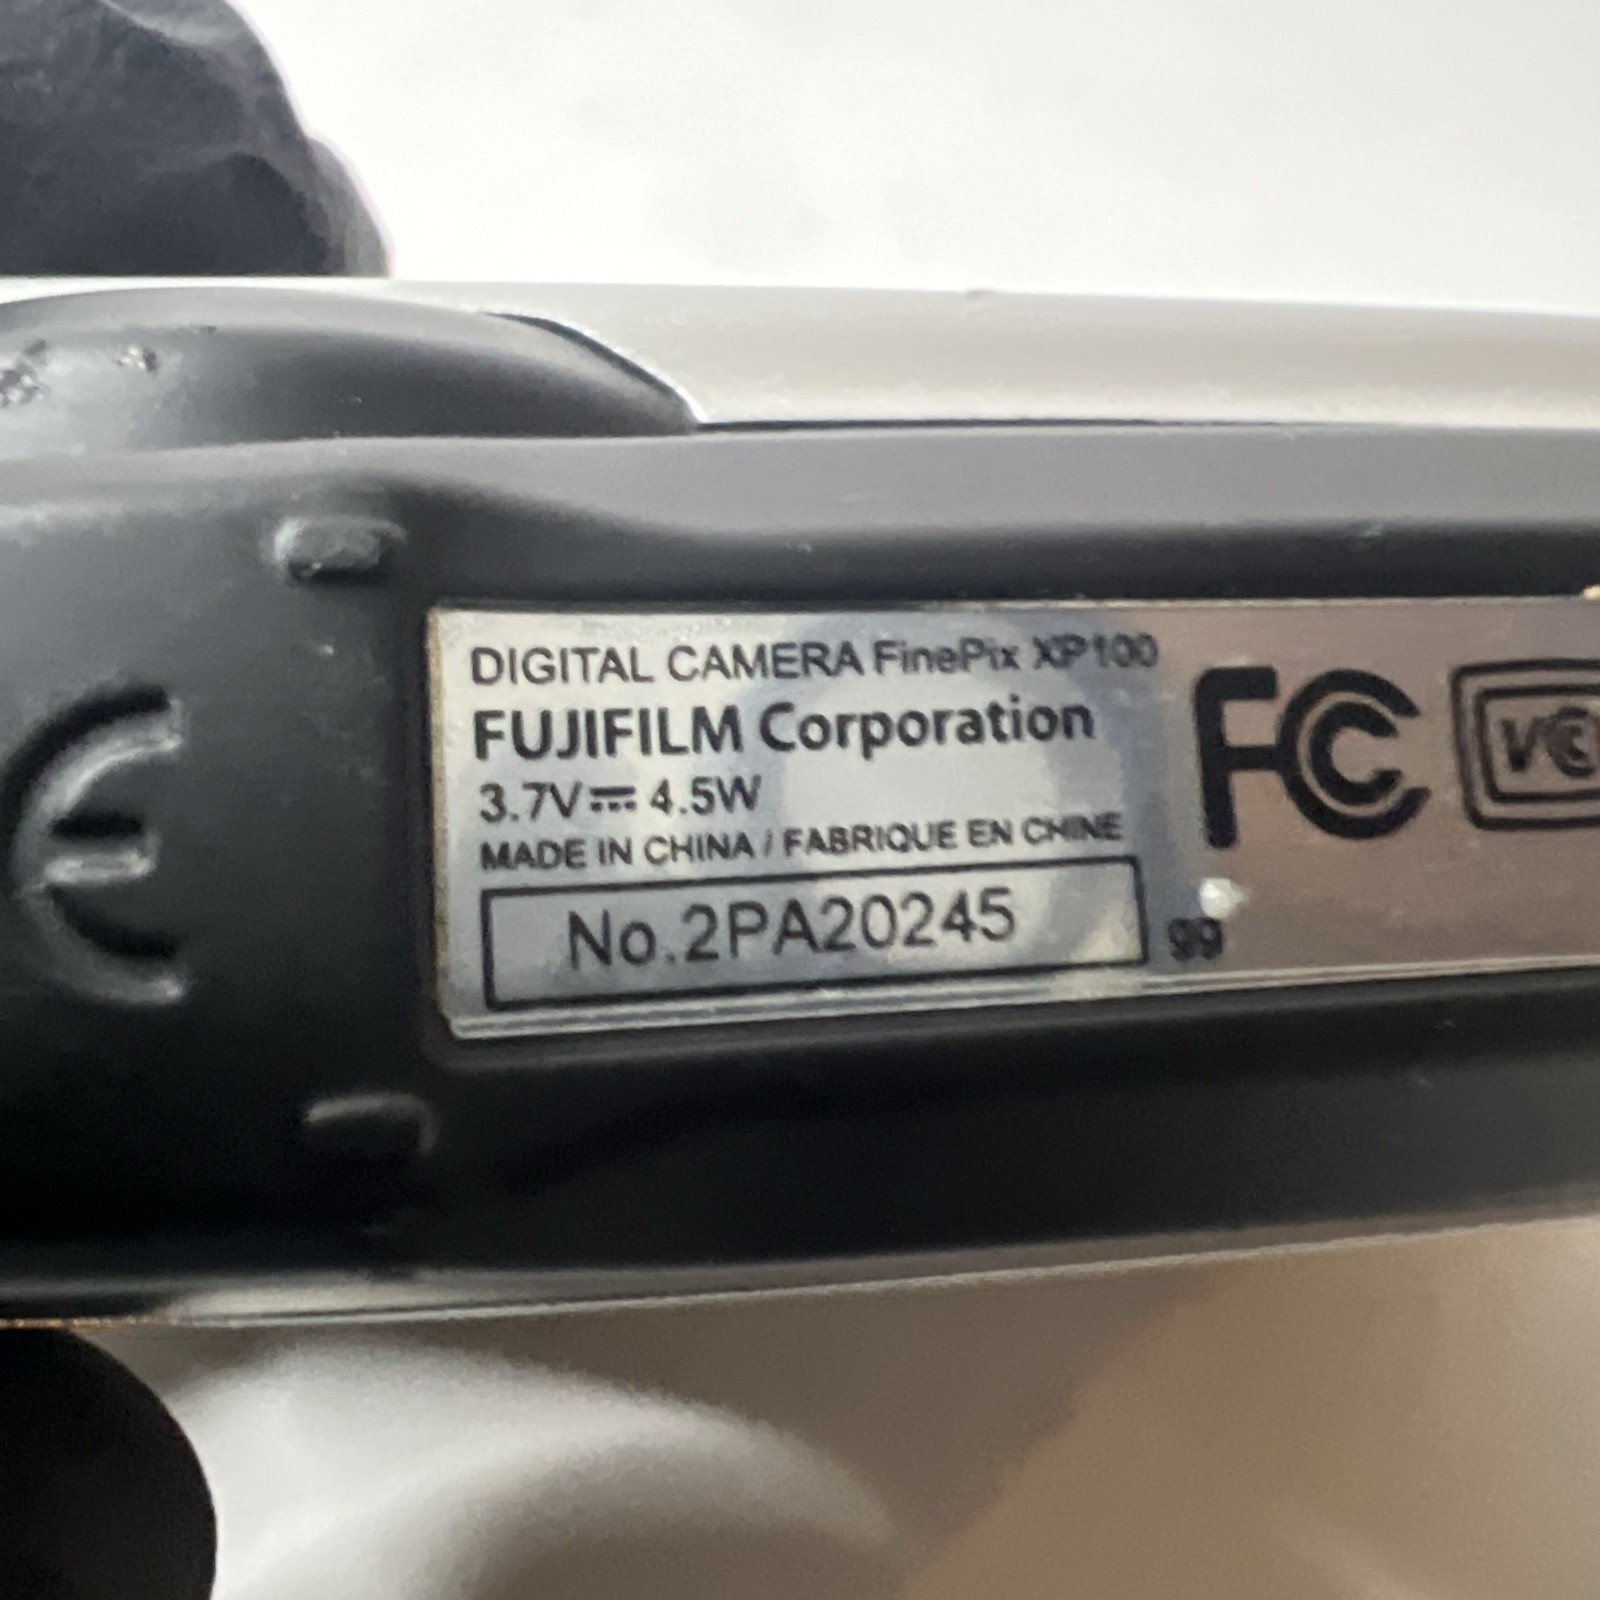 DIGITAL CAMERA FinePix XP100
FUJIFILM Corporation
3.7V⎓4.5W
MADE IN CHINA / FABRIQUE EN CHINE
No.2PA20245
99
FC
CE